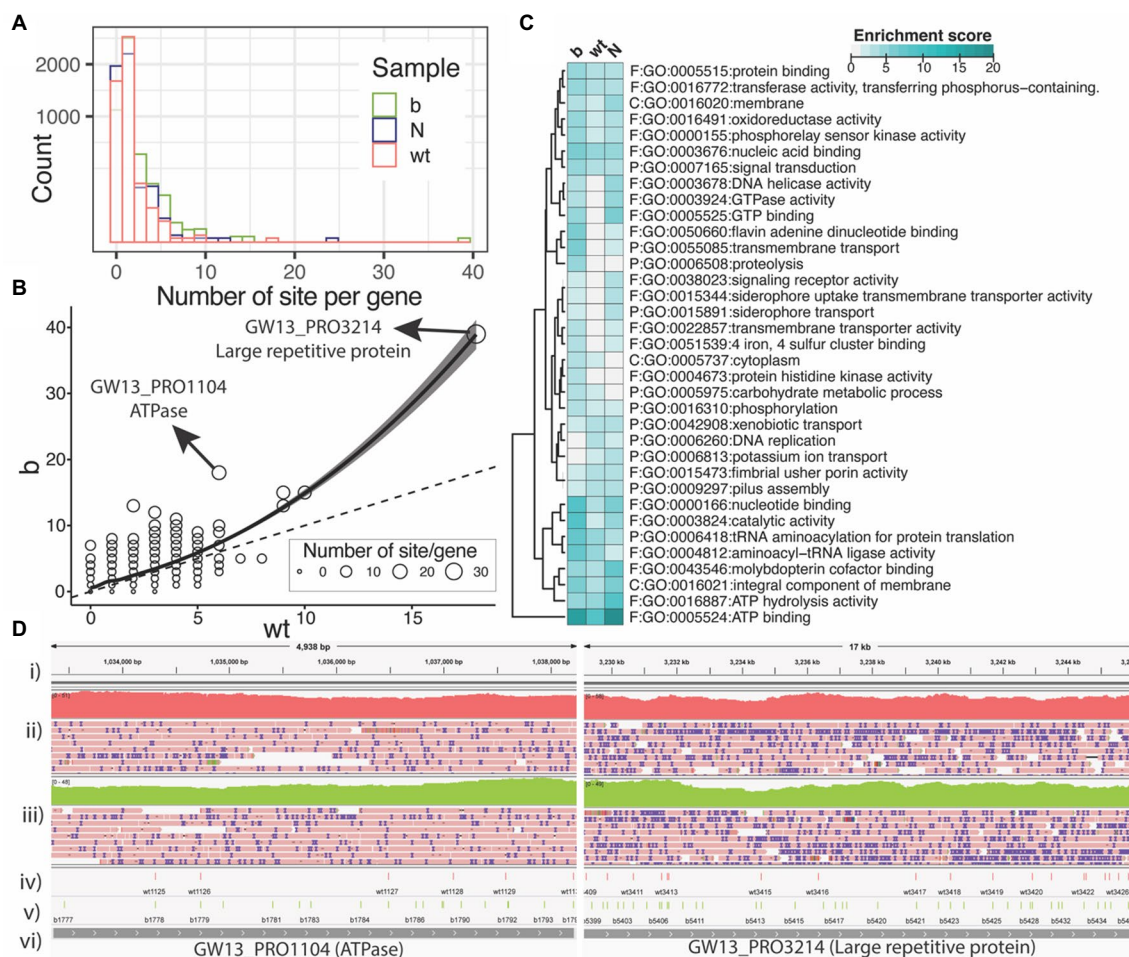 A
2000
1000
Count
Sample
b
N
wt
0
10
20
30
40
Number of site per gene
B
40
30
20
10
0
b
GW13_PRO3214
Large repetitive protein
GW13_PRO1104
ATPase
Number of site/gene
0 10 20 30
0
5
10
15
wt
C
b wt N
Enrichment score
0 5 10 15 20
F:GO:0005515:protein binding
F:GO:0016772:transferase activity, transferring phosphorus−containing.
C:GO:0016020:membrane
F:GO:0016491:oxidoreductase activity
F:GO:0000155:phosphorelay sensor kinase activity
F:GO:0003676:nucleic acid binding
P:GO:0007165:signal transduction
F:GO:0003678:DNA helicase activity
F:GO:0003924:GTPase activity
F:GO:0005525:GTP binding
F:GO:0050660:flavin adenine dinucleotide binding
P:GO:0055085:transmembrane transport
P:GO:0006508:proteolysis
F:GO:0038023:signaling receptor activity
F:GO:0015344:siderophore uptake transmembrane transporter activity
P:GO:0015891:siderophore transport
F:GO:0022857:transmembrane transporter activity
F:GO:0051539:4 iron, 4 sulfur cluster binding
C:GO:0005737:cytoplasm
F:GO:0004673:protein histidine kinase activity
P:GO:0005975:carbohydrate metabolic process
P:GO:0016310:phosphorylation
P:GO:0042908:xenobiotic transport
P:GO:0006260:DNA replication
P:GO:0006813:potassium ion transport
F:GO:0015473:fimbrial usher porin activity
P:GO:0009297:pilus assembly
F:GO:0000166:nucleotide binding
F:GO:0003824:catalytic activity
P:GO:0006418:tRNA aminoacylation for protein translation
F:GO:0004812:aminoacyl−tRNA ligase activity
F:GO:0043546:molybdopterin cofactor binding
C:GO:0016021:integral component of membrane
F:GO:0016887:ATP hydrolysis activity
F:GO:0005524:ATP binding
D
4,938 bp
1,034,000 bp 1,035,000 bp 1,036,000 bp 1,037,000 bp 1,038,000 bp
17 kb
3,230 kb 3,232 kb 3,234 kb 3,236 kb 3,238 kb 3,240 kb 3,242 kb 3,244 kb
i)
ii)
iii)
[0 - 48]
iv)
wt1125 wt1126 wt1127 wt1128 wt1129
wt3411 wt3413 wt3415 wt3416 wt3417 wt3418 wt3419 wt3420 wt3422 wt3426
v)
b1777 b1778 b1779 b1781 b1783 b1784 b1786 b1790 b1792 b1793
b5399 b5403 b5406 b5411 b5413 b5415 b5417 b5420 b5421 b5423 b5425 b5428 b5432 b5434
vi)
GW13_PRO1104 (ATPase)
GW13_PRO3214 (Large repetitive protein)